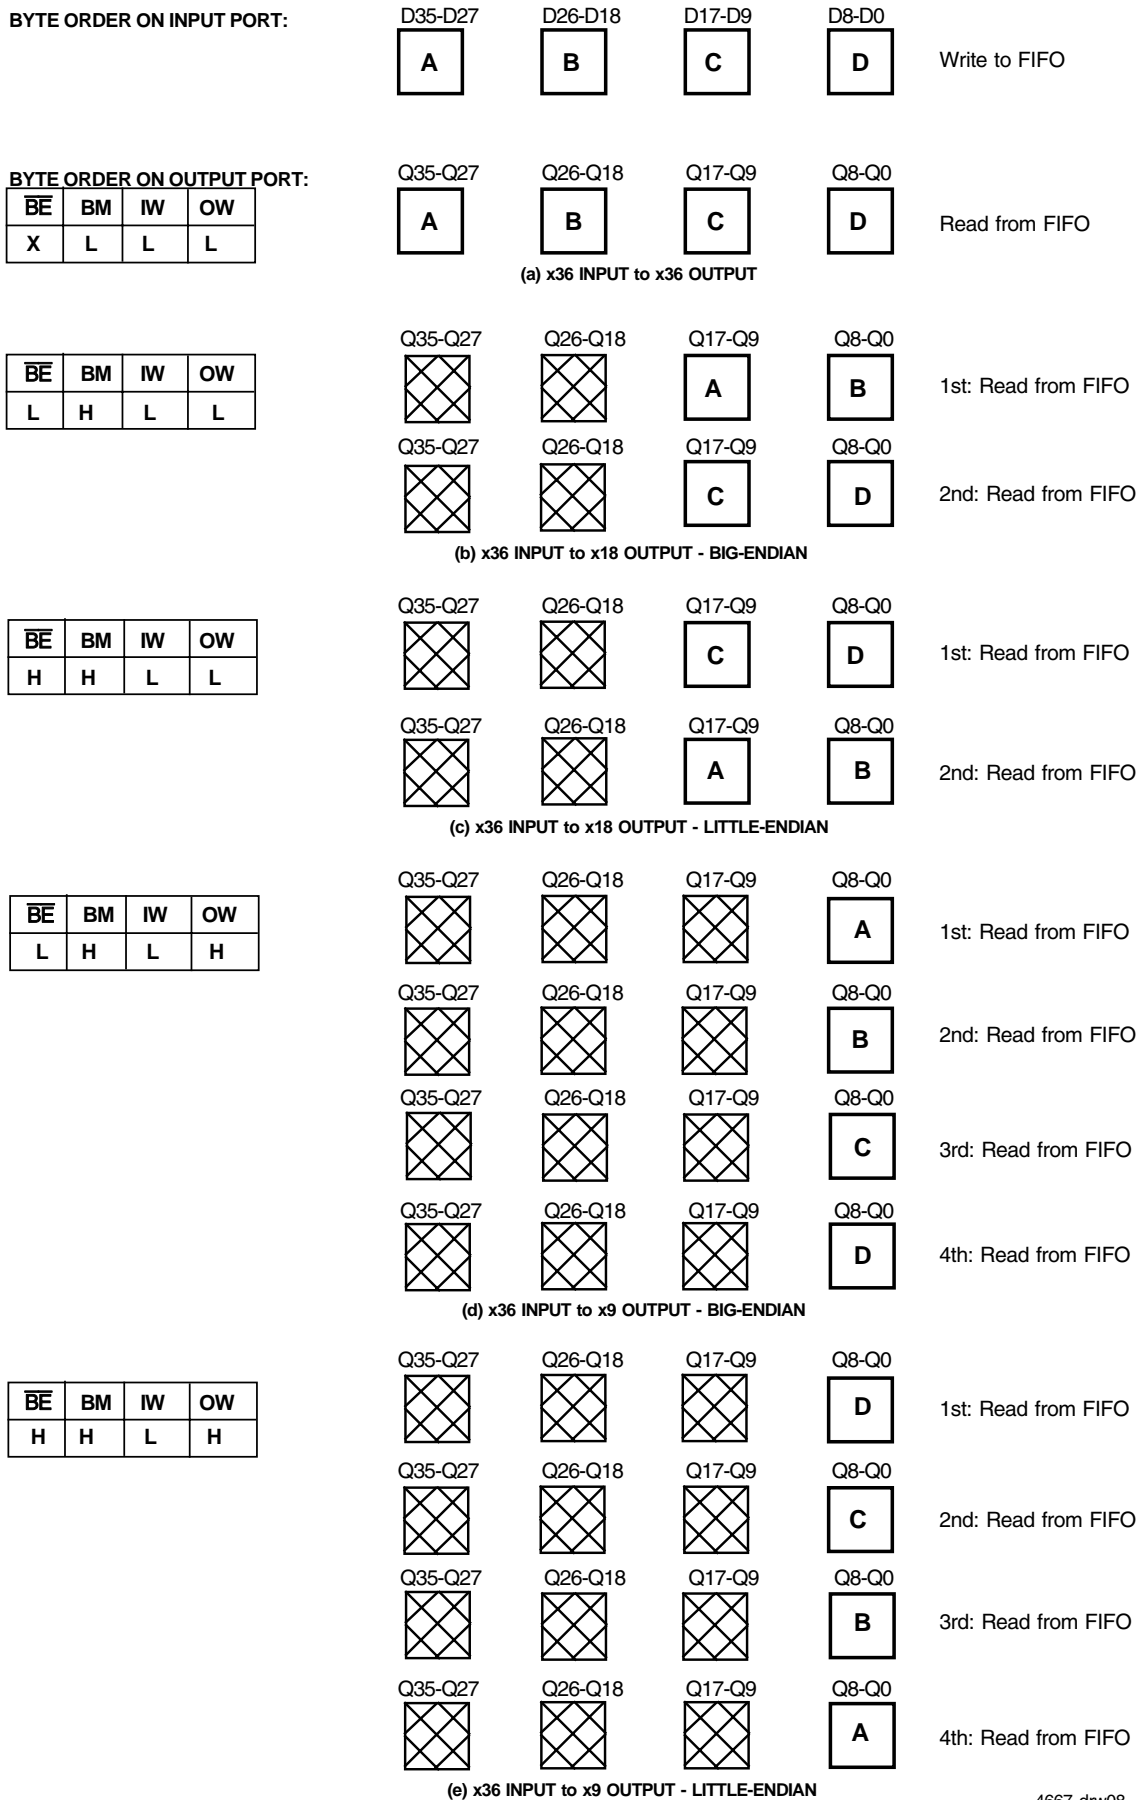 BYTE ORDER ON INPUT PORT:
D35-D27 D26-D18 D17-D9 D8-D0
A B C D Write to FIFO
BYTE ORDER ON OUTPUT PORT:
Q35-Q27 Q26-Q18 Q17-Q9 Q8-Q0
BE BM IW OW
X L L L
A B C D Read from FIFO
(a) x36 INPUT to x36 OUTPUT
Q35-Q27 Q26-Q18 Q17-Q9 Q8-Q0
BE BM IW OW
L H L L
A B 1st: Read from FIFO
Q35-Q27 Q26-Q18 Q17-Q9 Q8-Q0
C D 2nd: Read from FIFO
(b) x36 INPUT to x18 OUTPUT - BIG-ENDIAN
Q35-Q27 Q26-Q18 Q17-Q9 Q8-Q0
BE BM IW OW
H H L L
C D 1st: Read from FIFO
Q35-Q27 Q26-Q18 Q17-Q9 Q8-Q0
A B 2nd: Read from FIFO
(c) x36 INPUT to x18 OUTPUT - LITTLE-ENDIAN
Q35-Q27 Q26-Q18 Q17-Q9 Q8-Q0
BE BM IW OW
L H L H
A 1st: Read from FIFO
Q35-Q27 Q26-Q18 Q17-Q9 Q8-Q0
B 2nd: Read from FIFO
Q35-Q27 Q26-Q18 Q17-Q9 Q8-Q0
C 3rd: Read from FIFO
Q35-Q27 Q26-Q18 Q17-Q9 Q8-Q0
D 4th: Read from FIFO
(d) x36 INPUT to x9 OUTPUT - BIG-ENDIAN
Q35-Q27 Q26-Q18 Q17-Q9 Q8-Q0
BE BM IW OW
H H L H
D 1st: Read from FIFO
Q35-Q27 Q26-Q18 Q17-Q9 Q8-Q0
C 2nd: Read from FIFO
Q35-Q27 Q26-Q18 Q17-Q9 Q8-Q0
B 3rd: Read from FIFO
Q35-Q27 Q26-Q18 Q17-Q9 Q8-Q0
A 4th: Read from FIFO
(e) x36 INPUT to x9 OUTPUT - LITTLE-ENDIAN
4667 drw08